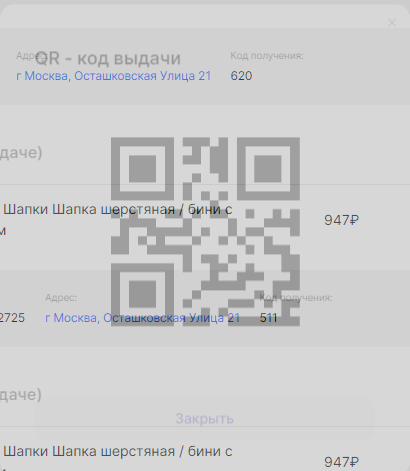 ×
Адрес: Код получения:
QR - код выдачи
г Москва, Осташковская Улица 21 620
даче)
Шапки Шапка шерстяная / бини с 947₽
м
Адрес: Код получения:
2725 г Москва, Осташковская Улица 21 511
даче)
Закрыть
Шапки Шапка шерстяная / бини с 947₽